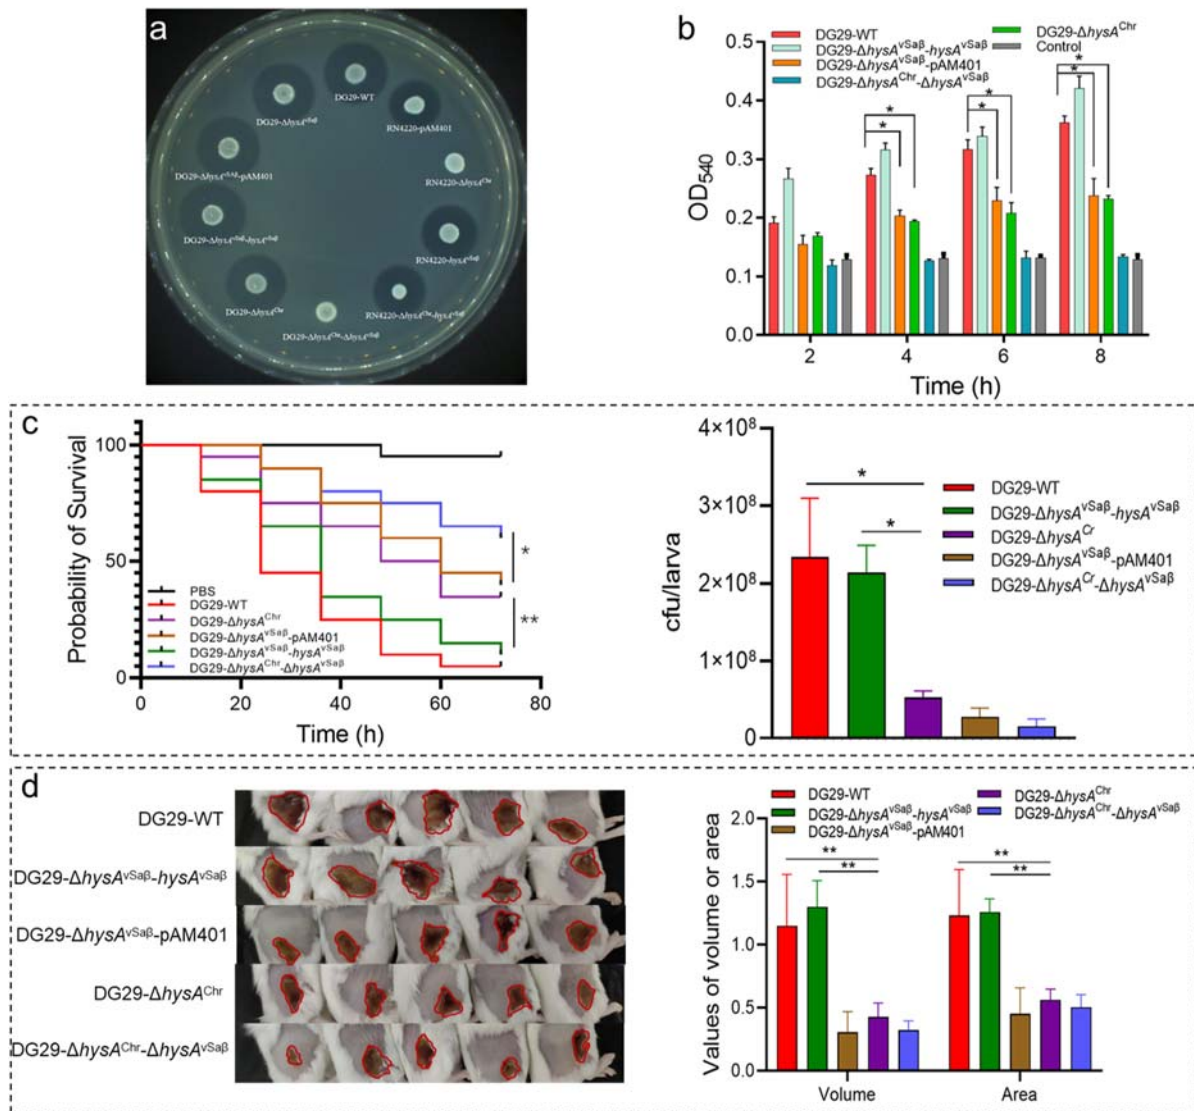 a
DG29-WT
DG29-ΔhysA^vSaβ
RN4220-pAM401
DG29-ΔhysA^vSAβ-pAM401
RN4220-ΔhysA^Chr
DG29-ΔhysA^vSaβ-hysA^vSaβ
RN4220-hysA^vSaβ
DG29-ΔhysA^Chr
RN4220-ΔhysA^Chr-hysA^vSaβ
DG29-ΔhysA^Chr-ΔhysA^vSaβ
b
DG29-WT
DG29-ΔhysA^vSaβ-hysA^vSaβ
DG29-ΔhysA^vSaβ-pAM401
DG29-ΔhysA^Chr-ΔhysA^vSaβ
DG29-ΔhysA^Chr
Control
OD540
0.5
0.4
0.3
0.2
0.1
0.0
* *
* *
* *
2 4 6 8
Time (h)
c
Probability of Survival
100
50
0
PBS
DG29-WT
DG29-ΔhysA^Chr
DG29-ΔhysA^vSaβ-pAM401
DG29-ΔhysA^vSaβ-hysA^vSaβ
DG29-ΔhysA^Chr-ΔhysA^vSaβ
*
**
0 20 40 60 80
Time (h)
cfu/larva
4×10⁸
3×10⁸
2×10⁸
1×10⁸
0
*
*
DG29-WT
DG29-ΔhysA^vSaβ-hysA^vSaβ
DG29-ΔhysA^Cr
DG29-ΔhysA^vSaβ-pAM401
DG29-ΔhysA^Cr-ΔhysA^vSaβ
d
DG29-WT
DG29-ΔhysA^vSaβ-hysA^vSaβ
DG29-ΔhysA^vSaβ-pAM401
DG29-ΔhysA^Chr
DG29-ΔhysA^Chr-ΔhysA^vSaβ
DG29-WT
DG29-ΔhysA^vSaβ-hysA^vSaβ
DG29-ΔhysA^vSaβ-pAM401
DG29-ΔhysA^Chr
DG29-ΔhysA^Chr-ΔhysA^vSaβ
Values of volume or area
2.0
1.5
1.0
0.5
0.0
**
**
**
**
Volume Area